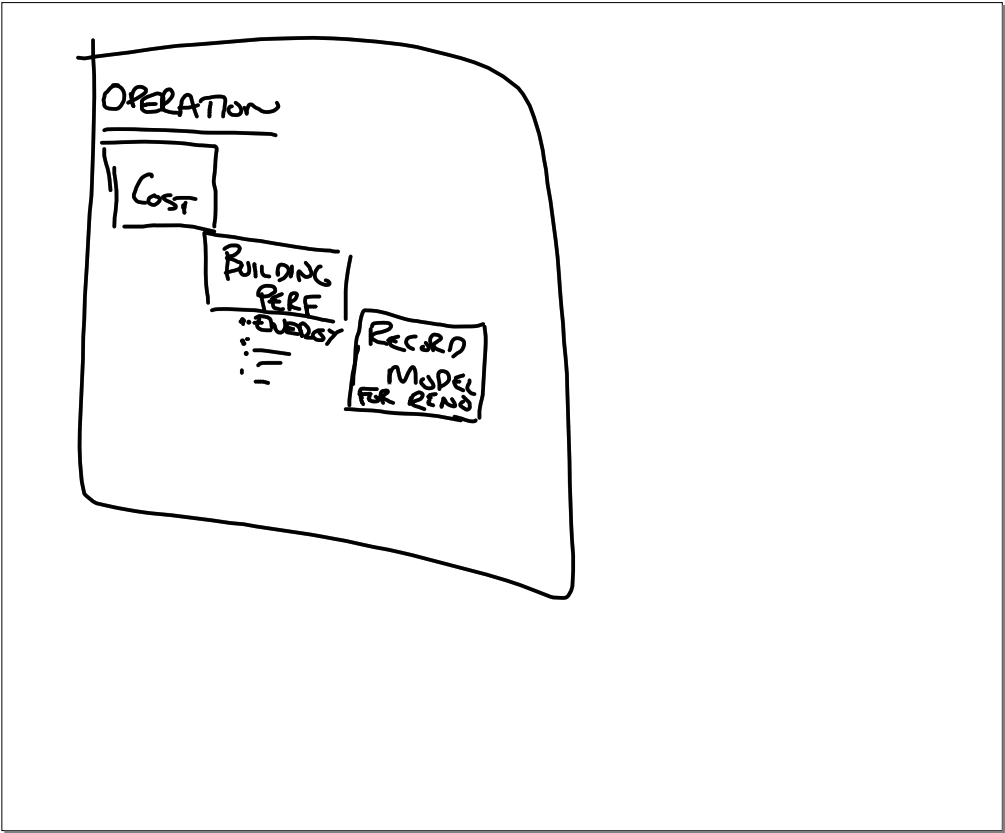 OPERATION
COST
BUILDING
PERF
ENERGY
RECORD
MODEL
FOR RENO